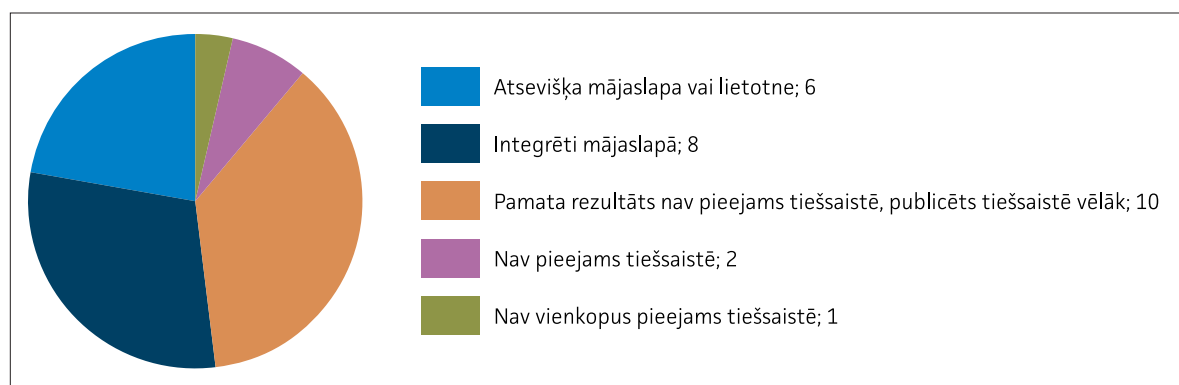 Atsevišķa mājaslapa vai lietotne; 6
Integrēti mājaslapā; 8
Pamata rezultāts nav pieejams tiešsaistē, publicēts tiešsaistē vēlāk; 10
Nav pieejams tiešsaistē; 2
Nav vienkopus pieejams tiešsaistē; 1